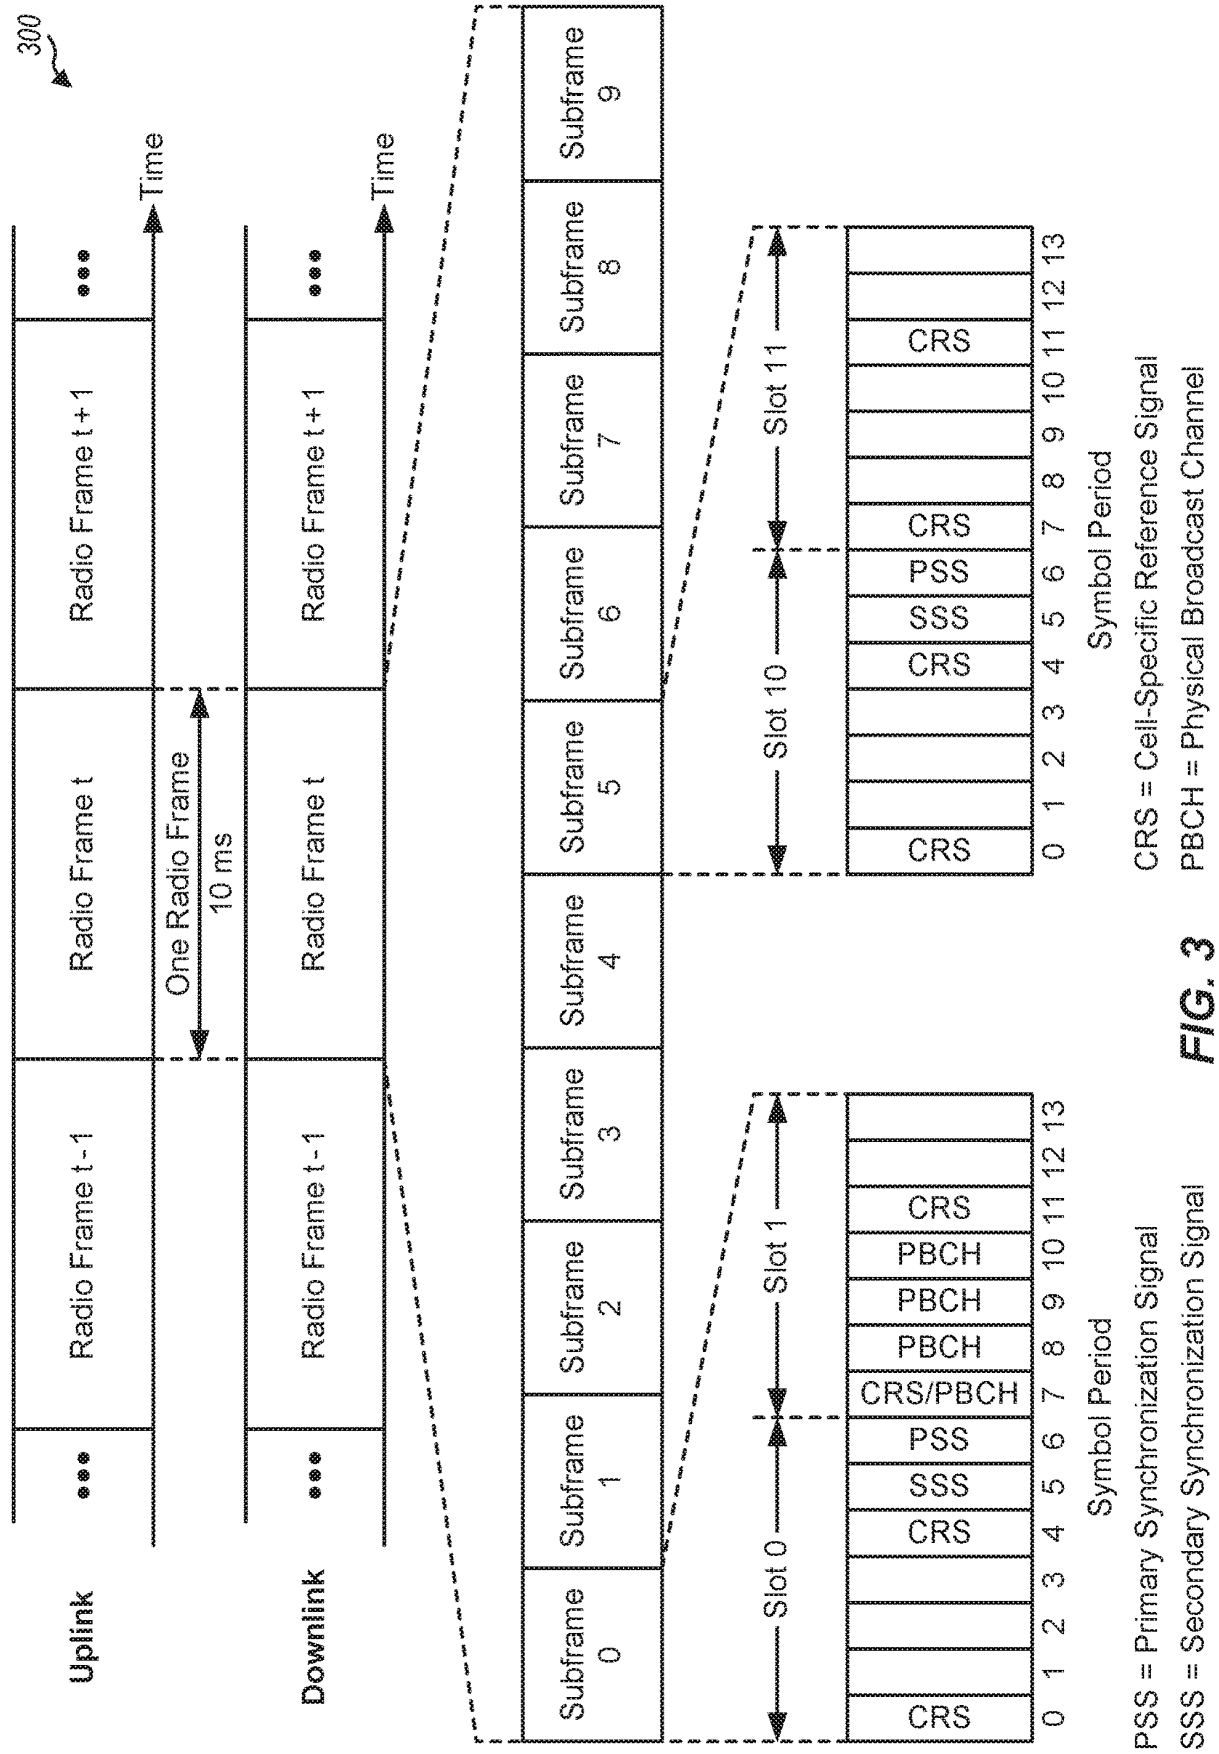 300
Uplink
••• Radio Frame t-1 Radio Frame t Radio Frame t+1 •••
Time
One Radio Frame
10 ms
Downlink
••• Radio Frame t-1 Radio Frame t Radio Frame t+1 •••
Time
Subframe 0 Subframe 1 Subframe 2 Subframe 3 Subframe 4 Subframe 5 Subframe 6 Subframe 7 Subframe 8 Subframe 9
Slot 0 Slot 1
CRS CRS SSS PSS CRS/PBCH PBCH PBCH PBCH CRS
0 1 2 3 4 5 6 7 8 9 10 11 12 13
Symbol Period
Slot 10 Slot 11
CRS CRS SSS PSS CRS CRS
0 1 2 3 4 5 6 7 8 9 10 11 12 13
Symbol Period
PSS = Primary Synchronization Signal
SSS = Secondary Synchronization Signal
CRS = Cell-Specific Reference Signal
PBCH = Physical Broadcast Channel
FIG. 3